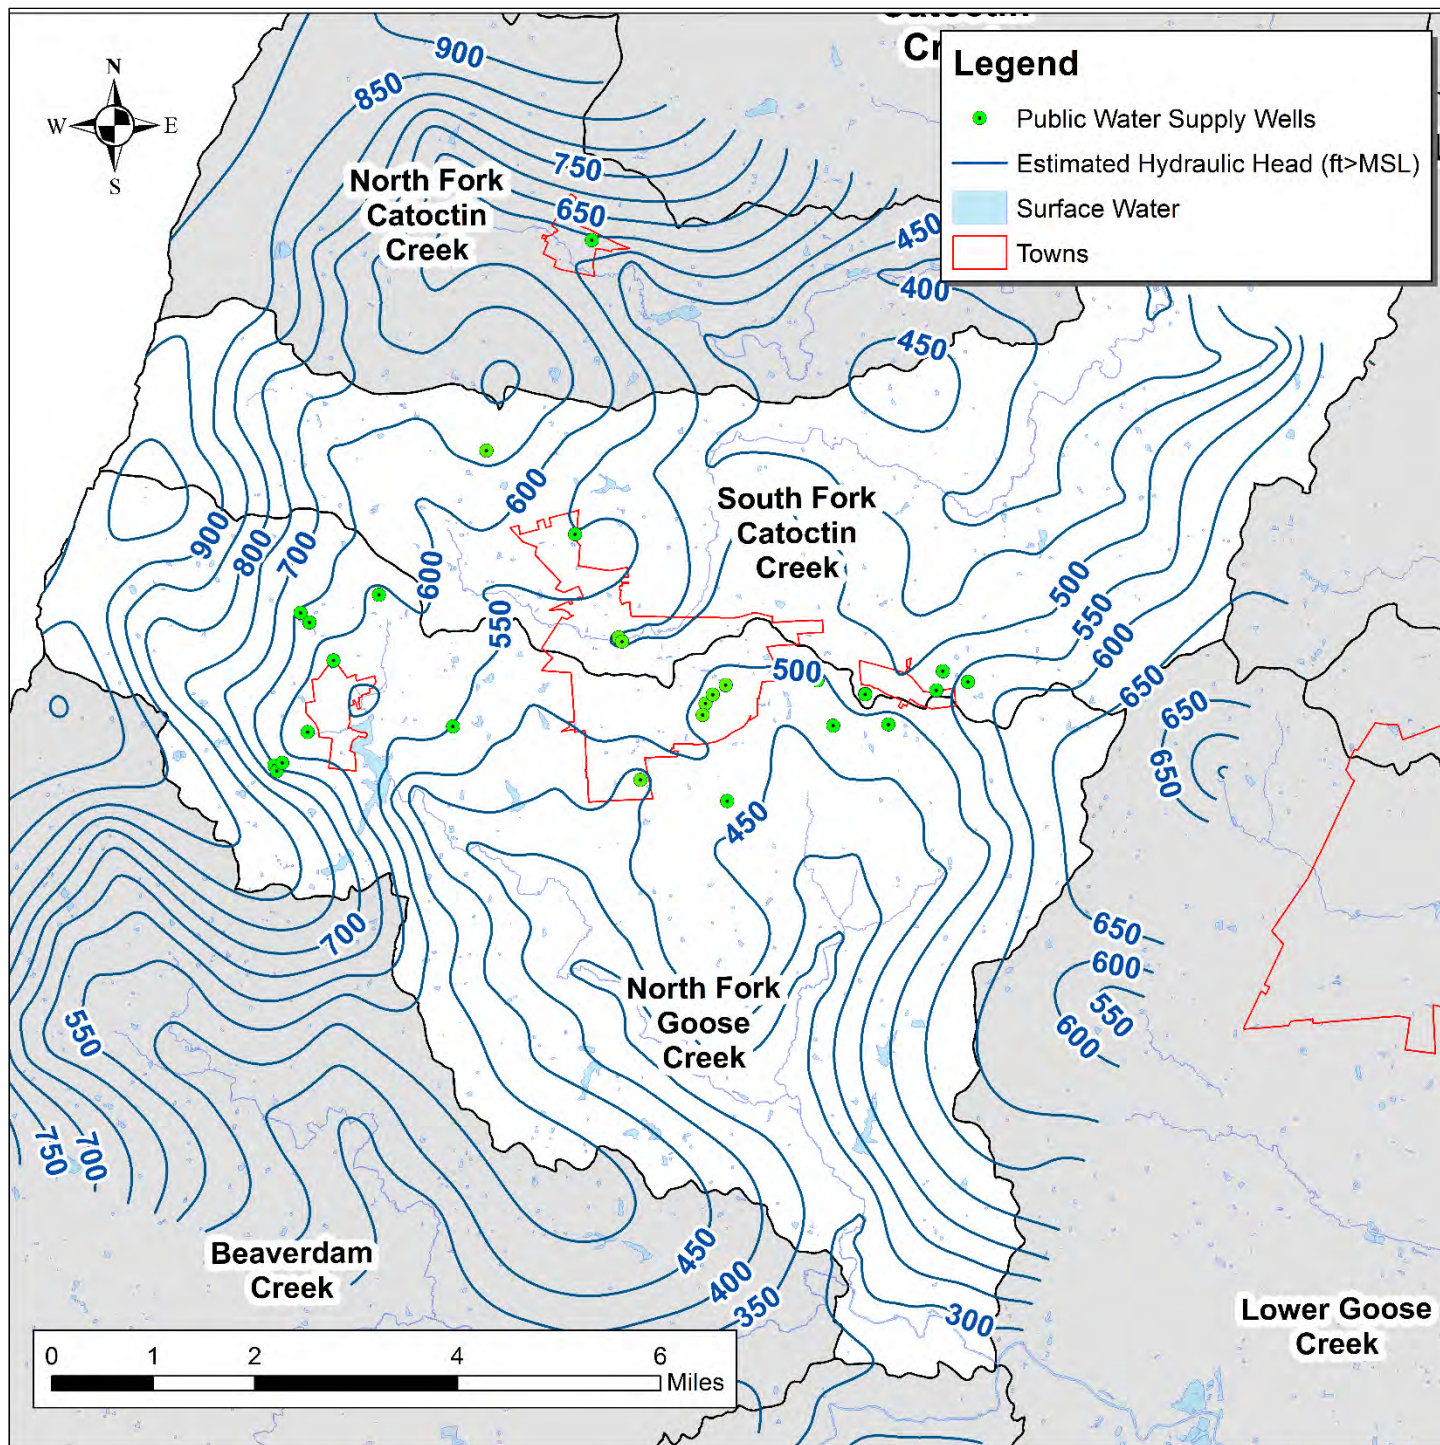 Catoctin
Cr
Legend
Public Water Supply Wells
Estimated Hydraulic Head (ft>MSL)
Surface Water
Towns
N
W
E
S
900
850
750
650
North Fork
Catoctin
Creek
450
400
450
600
South Fork
Catoctin
Creek
900
800
700
600
550
500
550
600
650
500
650
650
450
700
650
600
550
600
North Fork
Goose
Creek
550
750
700
Beaverdam
Creek
450
400
350
300
Lower Goose
Creek
0 1 2 4 6
Miles